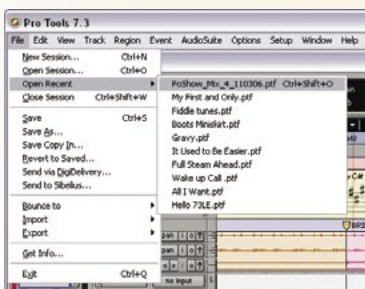 Pro Tools 7.3
File Edit View Track Region Event AudioSuite Options Setup Window Help
New Session... Ctrl+N
Open Session... Ctrl+O
Open Recent
Close Session Ctrl+Shift+W
Save Ctrl+S
Save As...
Save Copy In...
Revert to Saved...
Send via DigiDelivery...
Send to Sibelius...
Bounce to
Import
Export
Get Info...
Exit Ctrl+Q
FoShow_Mix_4_110306.ptf Ctrl+Shift+O
My First and Only.ptf
Fiddle tunes.ptf
Boots Miniskirt.ptf
Gravy.ptf
It Used to Be Easier.ptf
Full Steam Ahead.ptf
Wake up Call .ptf
All I Want.ptf
Hello 73LE.ptf
no input